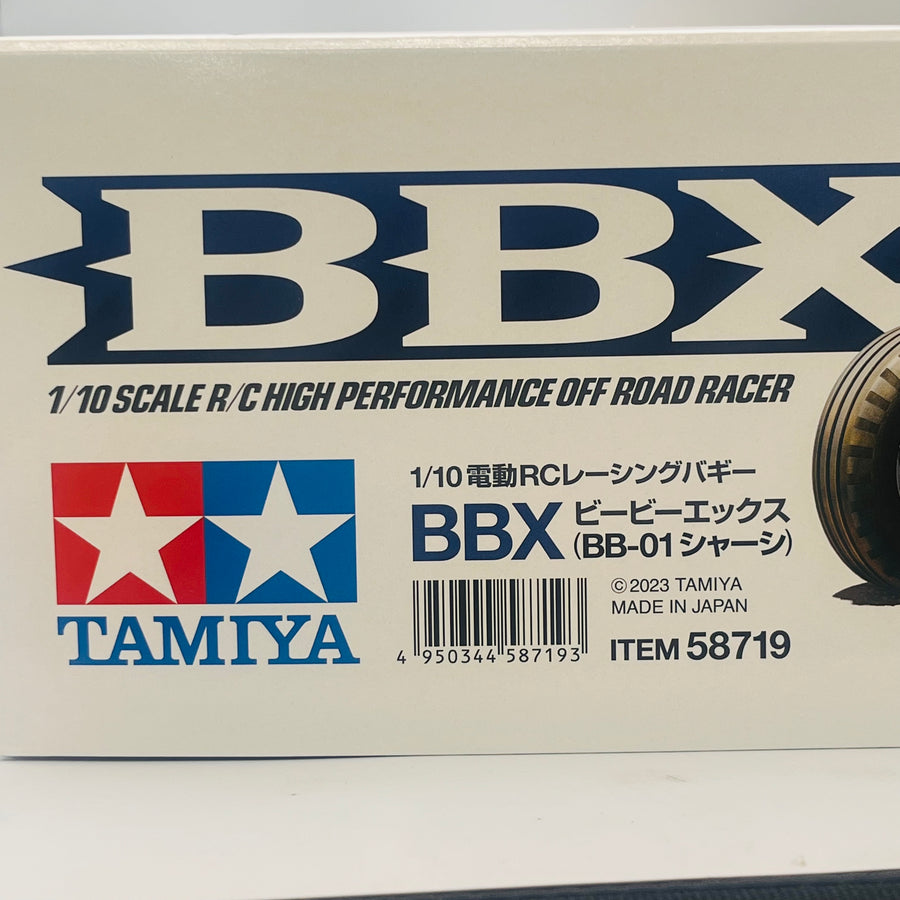 BBX
1/10 SCALE R/C HIGH PERFORMANCE OFF ROAD RACER
TAMIYA
1/10 電動RCレーシングバギー
BBX ビービーエックス
(BB-01シャーシ)
4 950344 587193
©2023 TAMIYA
MADE IN JAPAN
ITEM 58719